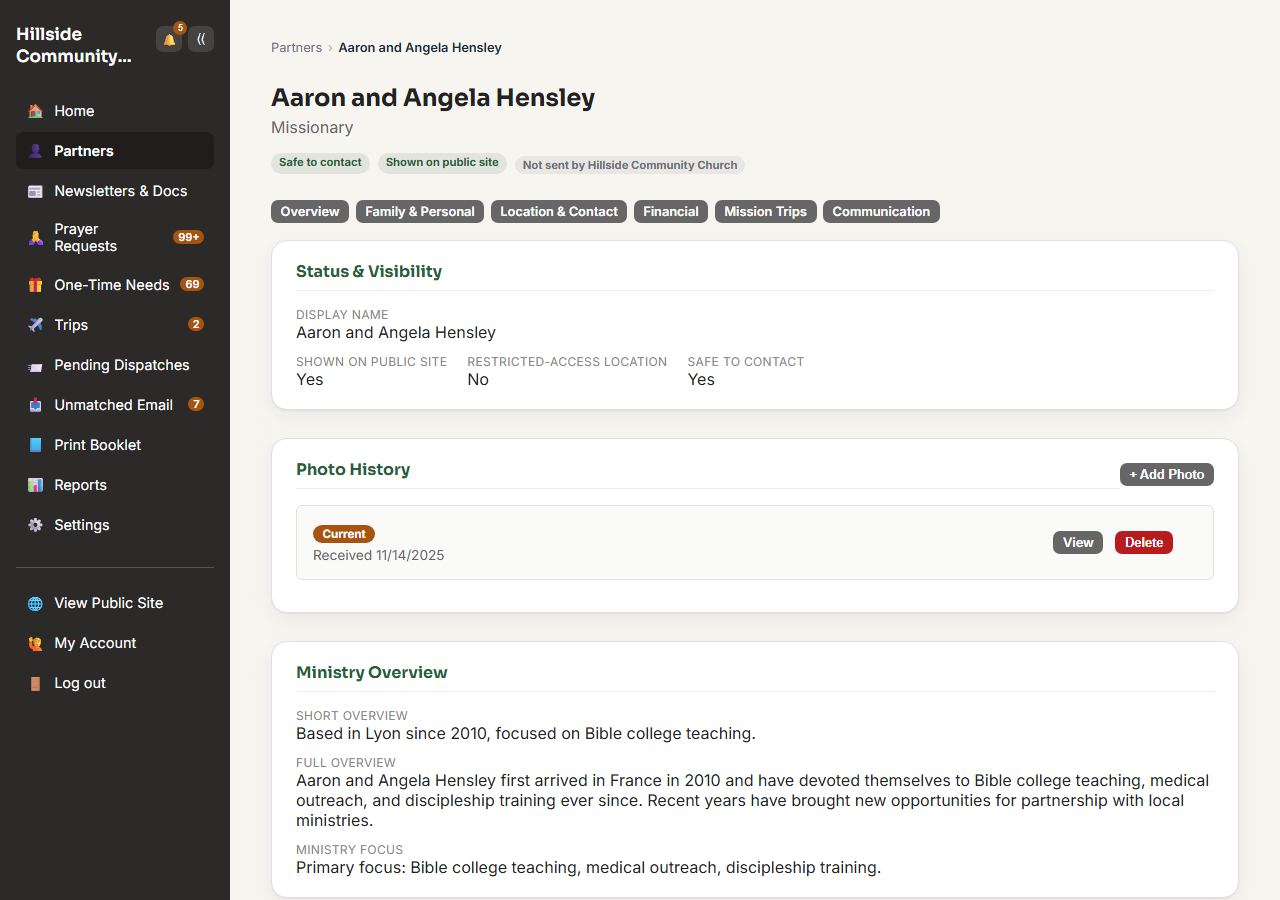 Hillside
Community...
5
⟨⟨
Home
Partners
Newsletters & Docs
Prayer
Requests
99+
One-Time Needs 69
Trips 2
Pending Dispatches
Unmatched Email 7
Print Booklet
Reports
Settings
View Public Site
My Account
Log out
Partners › Aaron and Angela Hensley
Aaron and Angela Hensley
Missionary
Safe to contact Shown on public site Not sent by Hillside Community Church
Overview Family & Personal Location & Contact Financial Mission Trips Communication
Status & Visibility
DISPLAY NAME
Aaron and Angela Hensley
SHOWN ON PUBLIC SITE RESTRICTED-ACCESS LOCATION SAFE TO CONTACT
Yes No Yes
Photo History
+ Add Photo
Current
Received 11/14/2025
View Delete
Ministry Overview
SHORT OVERVIEW
Based in Lyon since 2010, focused on Bible college teaching.
FULL OVERVIEW
Aaron and Angela Hensley first arrived in France in 2010 and have devoted themselves to Bible college teaching, medical
outreach, and discipleship training ever since. Recent years have brought new opportunities for partnership with local
ministries.
MINISTRY FOCUS
Primary focus: Bible college teaching, medical outreach, discipleship training.